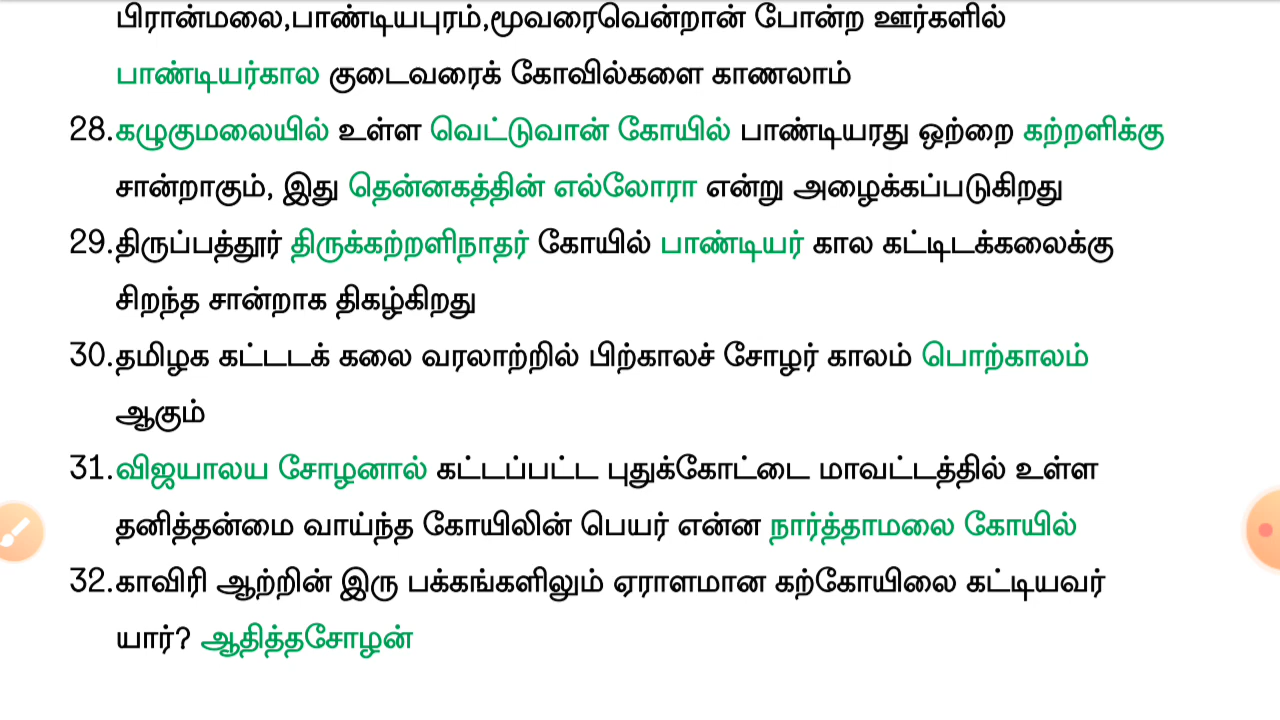 பிரான்மலை,பாண்டியபுரம்,மூவரைவென்றான் போன்ற ஊர்களில்
பாண்டியர்கால குடைவரைக் கோவில்களை காணலாம்
28.கழுகுமலையில் உள்ள வெட்டுவான் கோயில் பாண்டியரது ஒற்றை கற்றளிக்கு
சான்றாகும், இது தென்னகத்தின் எல்லோரா என்று அழைக்கப்படுகிறது
29.திருப்பத்தூர் திருக்கற்றளிநாதர் கோயில் பாண்டியர் கால கட்டிடக்கலைக்கு
சிறந்த சான்றாக திகழ்கிறது
30.தமிழக கட்டடக் கலை வரலாற்றில் பிற்காலச் சோழர் காலம் பொற்காலம்
ஆகும்
31.விஜயாலய சோழனால் கட்டப்பட்ட புதுக்கோட்டை மாவட்டத்தில் உள்ள
தனித்தன்மை வாய்ந்த கோயிலின் பெயர் என்ன நார்த்தாமலை கோயில்
32.காவிரி ஆற்றின் இரு பக்கங்களிலும் ஏராளமான கற்கோயிலை கட்டியவர்
யார்? ஆதித்தசோழன்